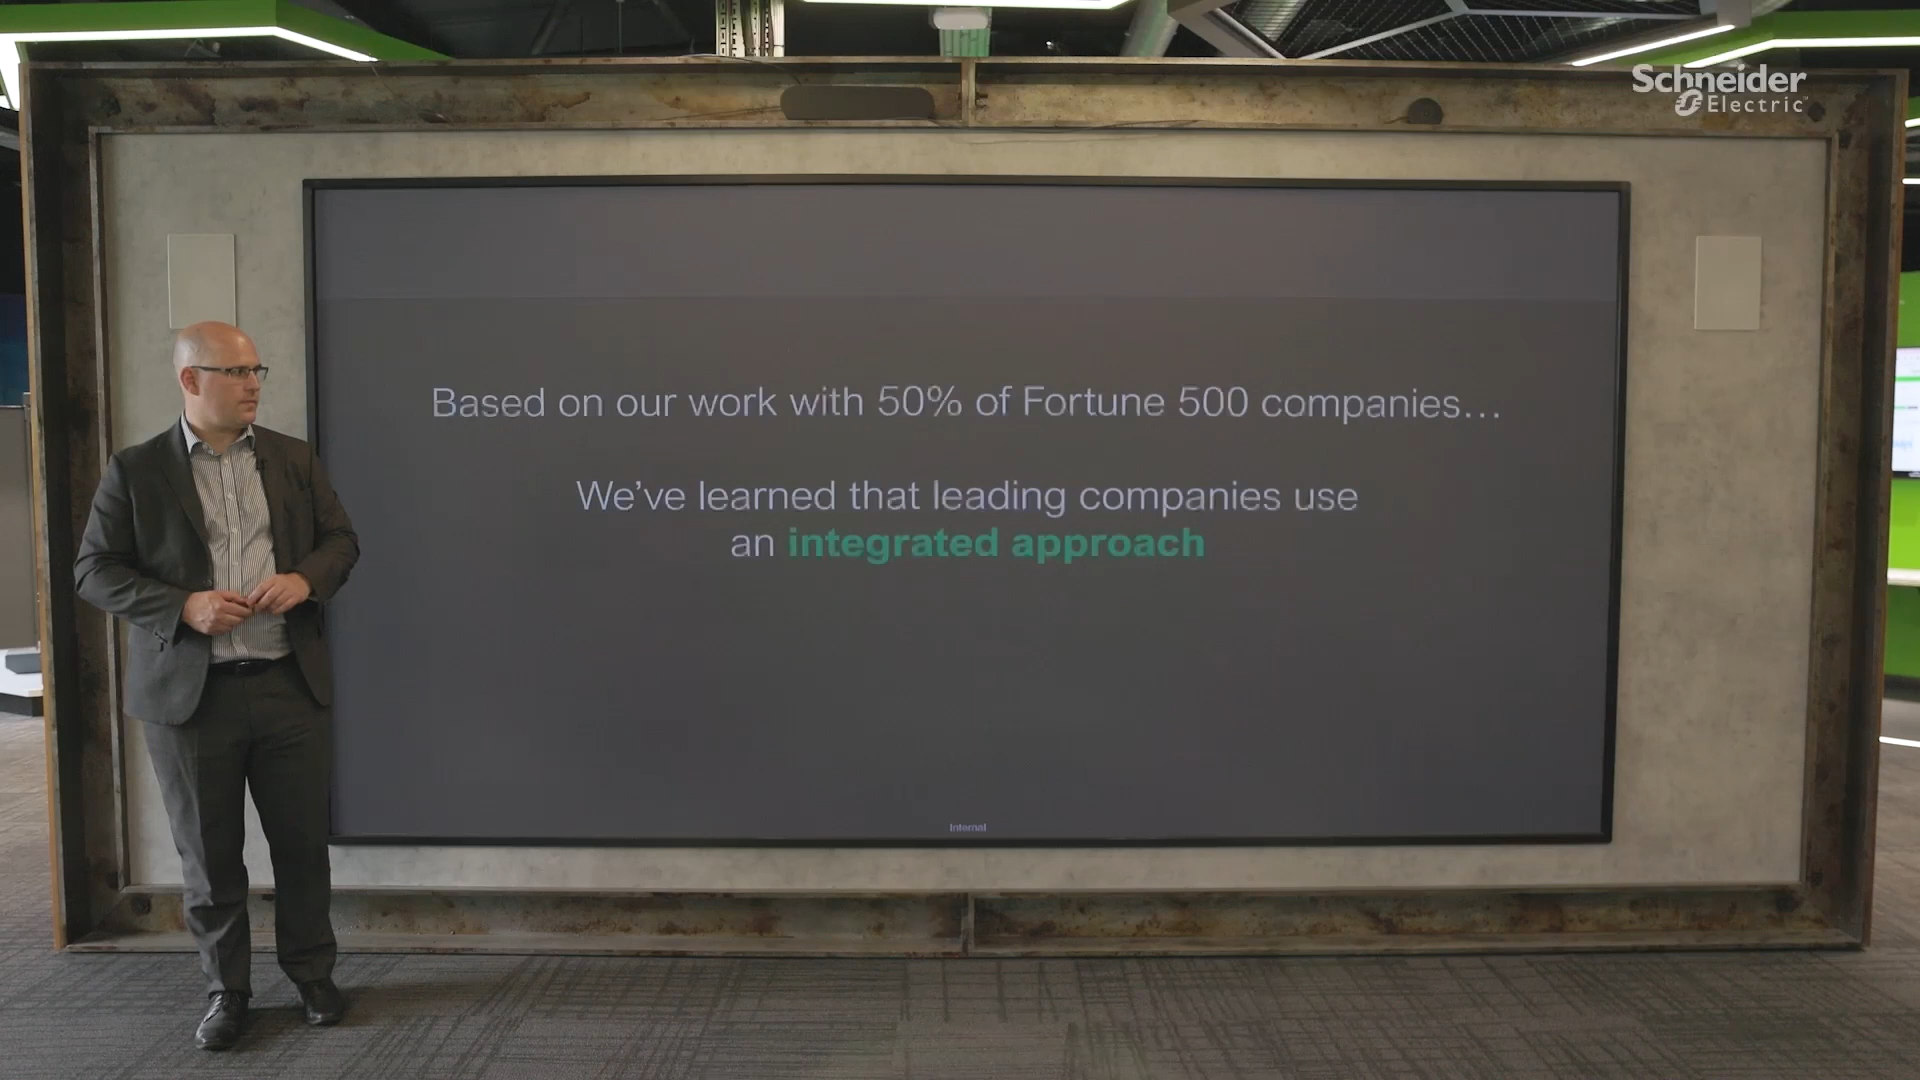 Schneider
Electric
Based on our work with 50% of Fortune 500 companies…
We've learned that leading companies use
an integrated approach
Internal